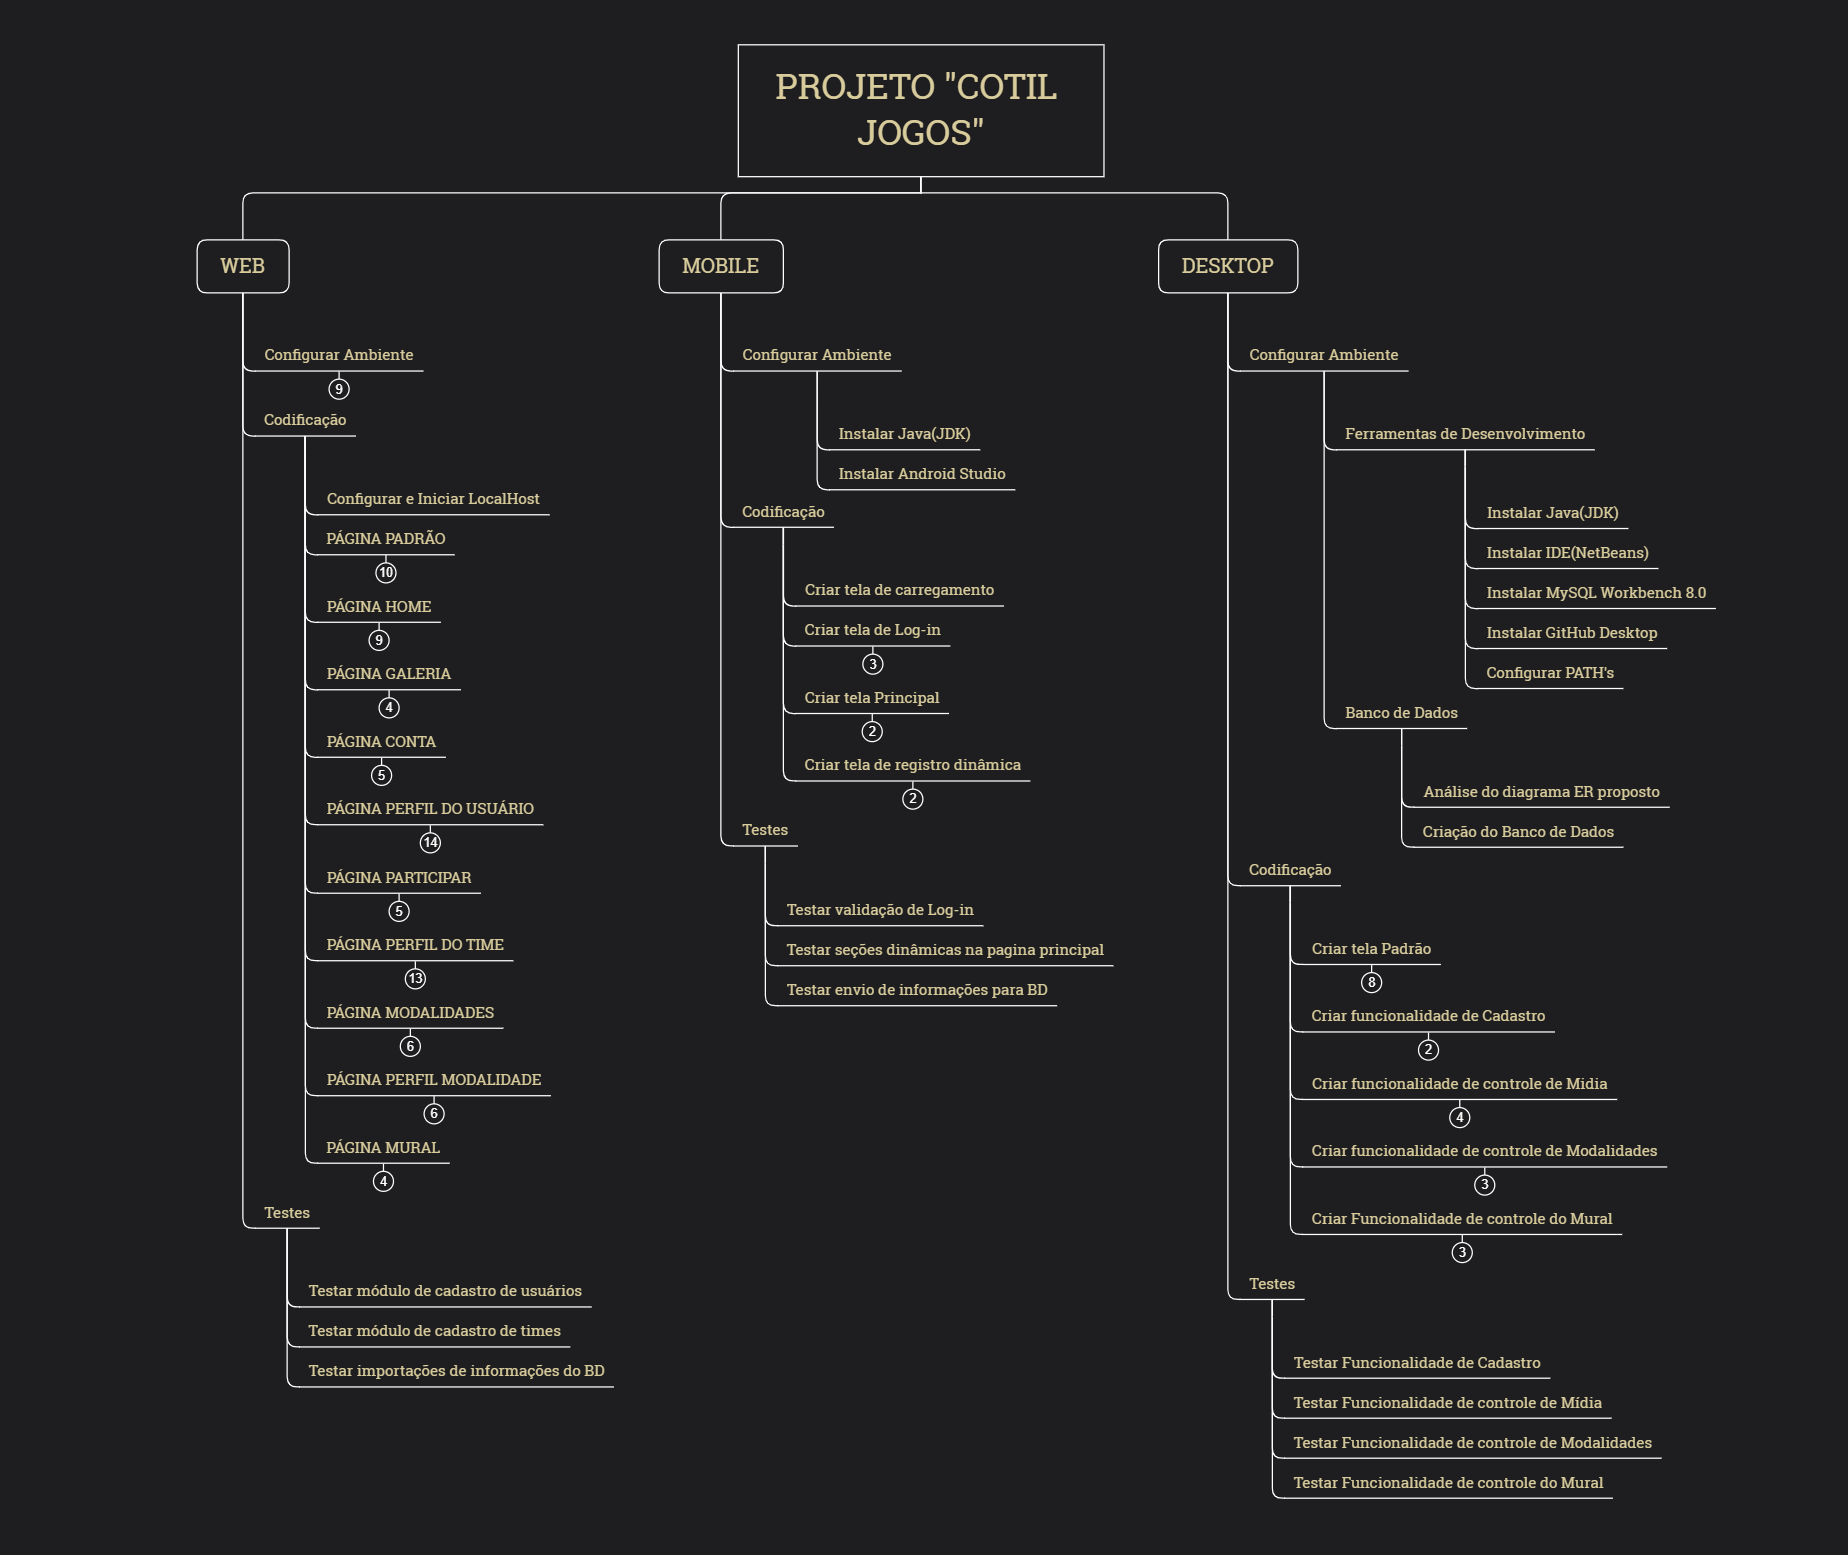 PROJETO "COTIL
JOGOS"
WEB
Configurar Ambiente
9
Codificação
Configurar e Iniciar LocalHost
PÁGINA PADRÃO
10
PÁGINA HOME
9
PÁGINA GALERIA
4
PÁGINA CONTA
5
PÁGINA PERFIL DO USUÁRIO
14
PÁGINA PARTICIPAR
5
PÁGINA PERFIL DO TIME
13
PÁGINA MODALIDADES
6
PÁGINA PERFIL MODALIDADE
6
PÁGINA MURAL
4
Testes
Testar módulo de cadastro de usuários
Testar módulo de cadastro de times
Testar importações de informações do BD
MOBILE
Configurar Ambiente
Instalar Java(JDK)
Instalar Android Studio
Codificação
Criar tela de carregamento
Criar tela de Log-in
3
Criar tela Principal
2
Criar tela de registro dinâmica
2
Testes
Testar validação de Log-in
Testar seções dinâmicas na pagina principal
Testar envio de informações para BD
DESKTOP
Configurar Ambiente
Ferramentas de Desenvolvimento
Instalar Java(JDK)
Instalar IDE(NetBeans)
Instalar MySQL Workbench 8.0
Instalar GitHub Desktop
Configurar PATH's
Banco de Dados
Análise do diagrama ER proposto
Criação do Banco de Dados
Codificação
Criar tela Padrão
8
Criar funcionalidade de Cadastro
2
Criar funcionalidade de controle de Midia
4
Criar funcionalidade de controle de Modalidades
3
Criar Funcionalidade de controle do Mural
3
Testes
Testar Funcionalidade de Cadastro
Testar Funcionalidade de controle de Mídia
Testar Funcionalidade de controle de Modalidades
Testar Funcionalidade de controle do Mural